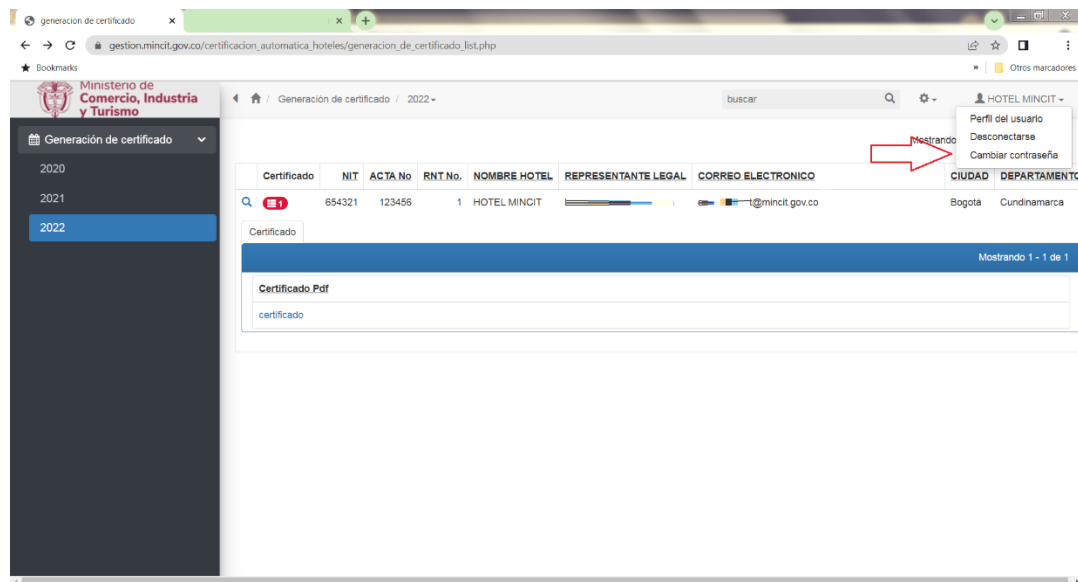 generacion de certificado
gestion.mincit.gov.co/certificacion_automatica_hoteles/generacion_de_certificado_list.php
Bookmarks
Otros marcadores
Ministerio de
Comercio, Industria
y Turismo
Generación de certificado / 2022
buscar
HOTEL MINCIT
Perfil del usuario
Desconectarse
Cambiar contraseña
Generación de certificado
2020
2021
2022
Mostrando
Certificado NIT ACTA No RNT No. NOMBRE HOTEL REPRESENTANTE LEGAL CORREO ELECTRONICO CIUDAD DEPARTAMENTO
1 654321 123456 1 HOTEL MINCIT t@mincit.gov.co Bogotá Cundinamarca
Certificado
Mostrando 1 - 1 de 1
Certificado Pdf
certificado